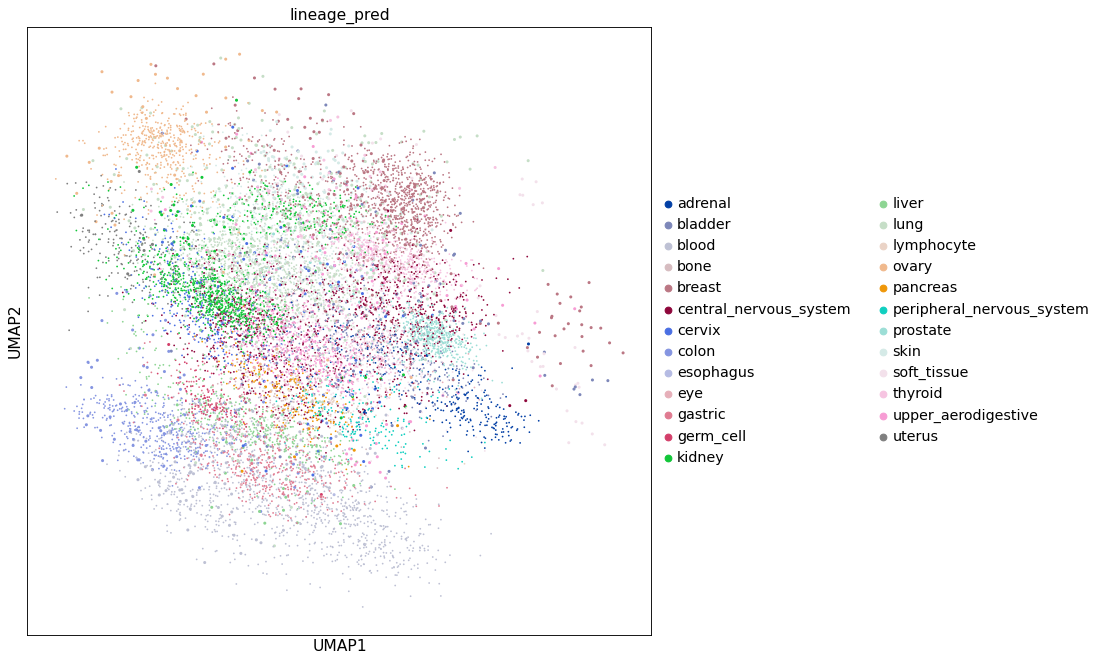 lineage_pred
UMAP2
UMAP1
adrenal
bladder
blood
bone
breast
central_nervous_system
cervix
colon
esophagus
eye
gastric
germ_cell
kidney
liver
lung
lymphocyte
ovary
pancreas
peripheral_nervous_system
prostate
skin
soft_tissue
thyroid
upper_aerodigestive
uterus